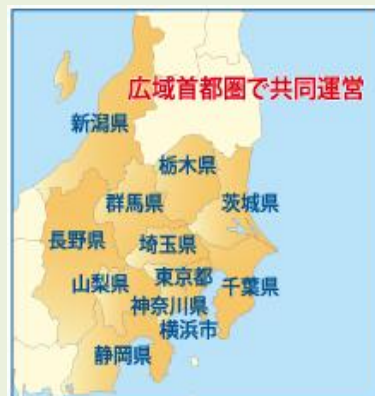 広域首都圏で共同運営
新潟県
栃木県
群馬県
茨城県
長野県
埼玉県
山梨県
東京都
千葉県
神奈川県
横浜市
静岡県